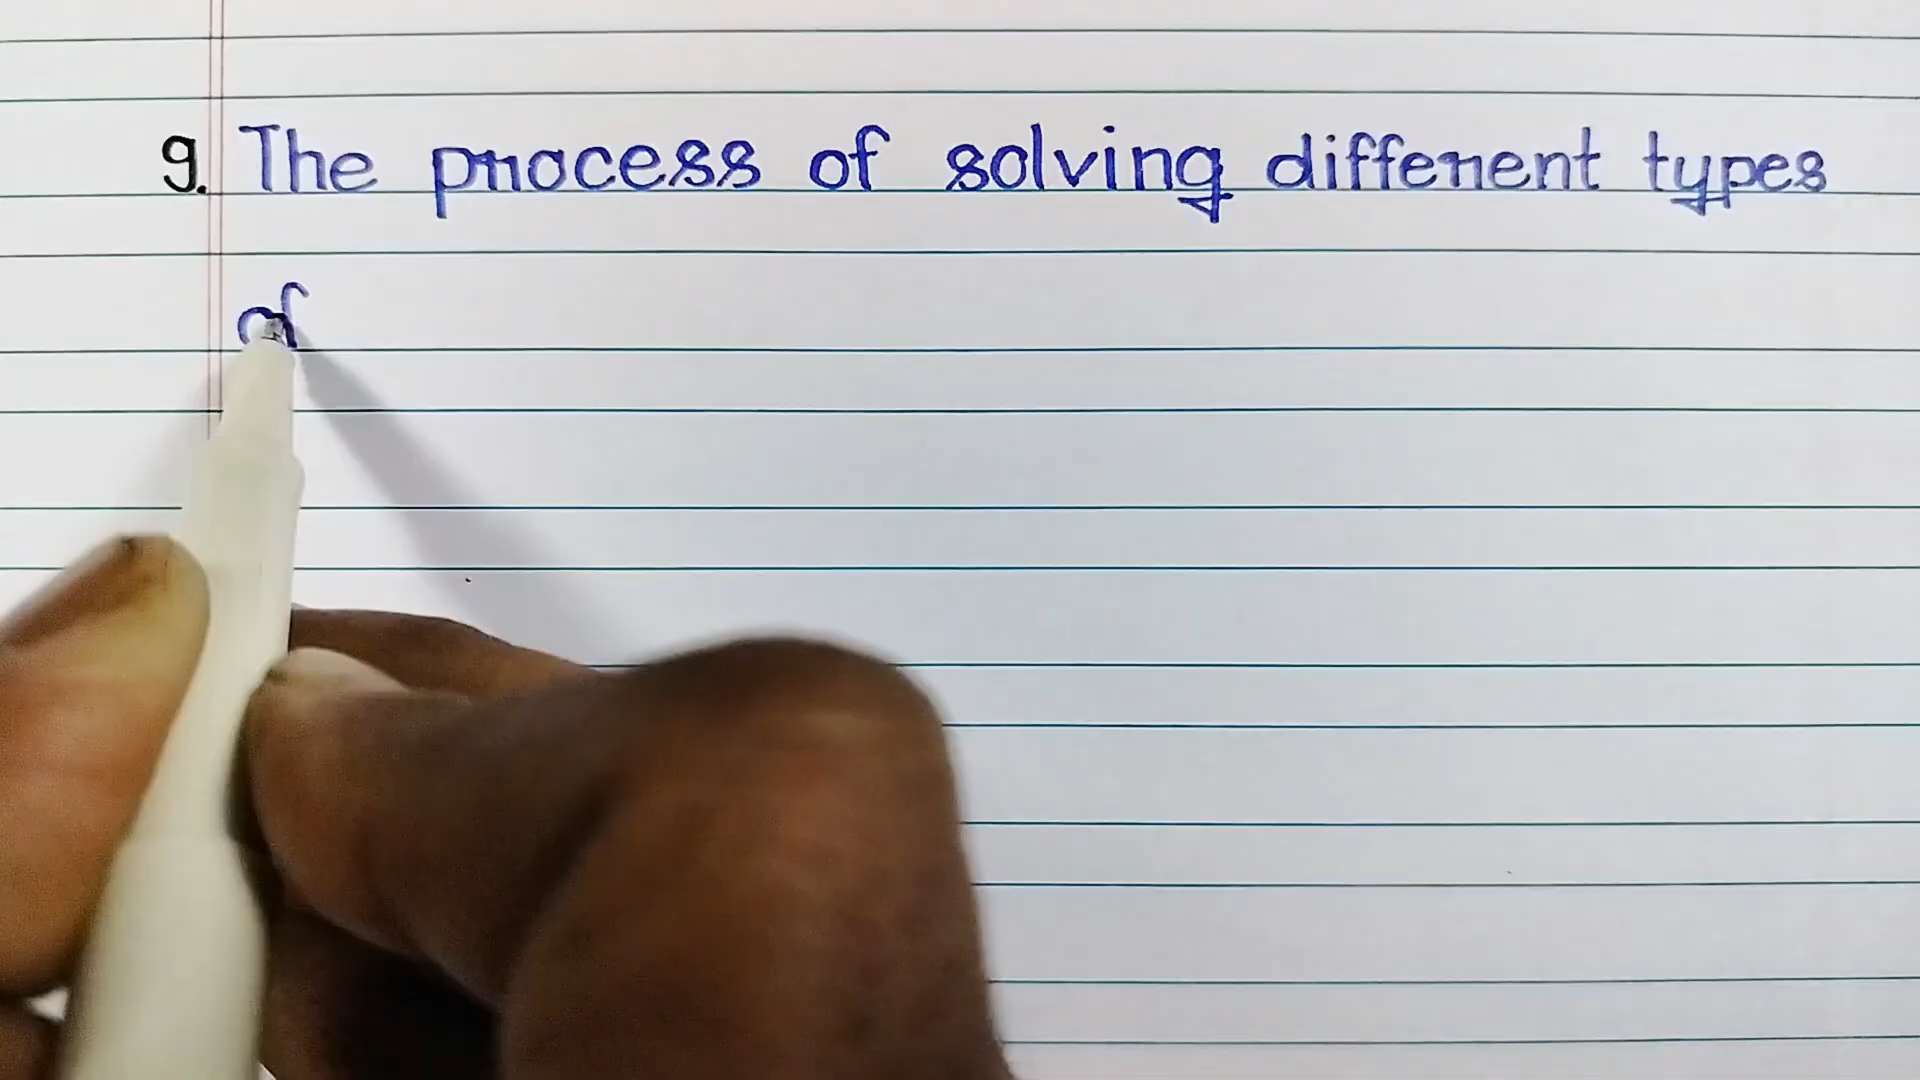 9. The process of solving different types
of